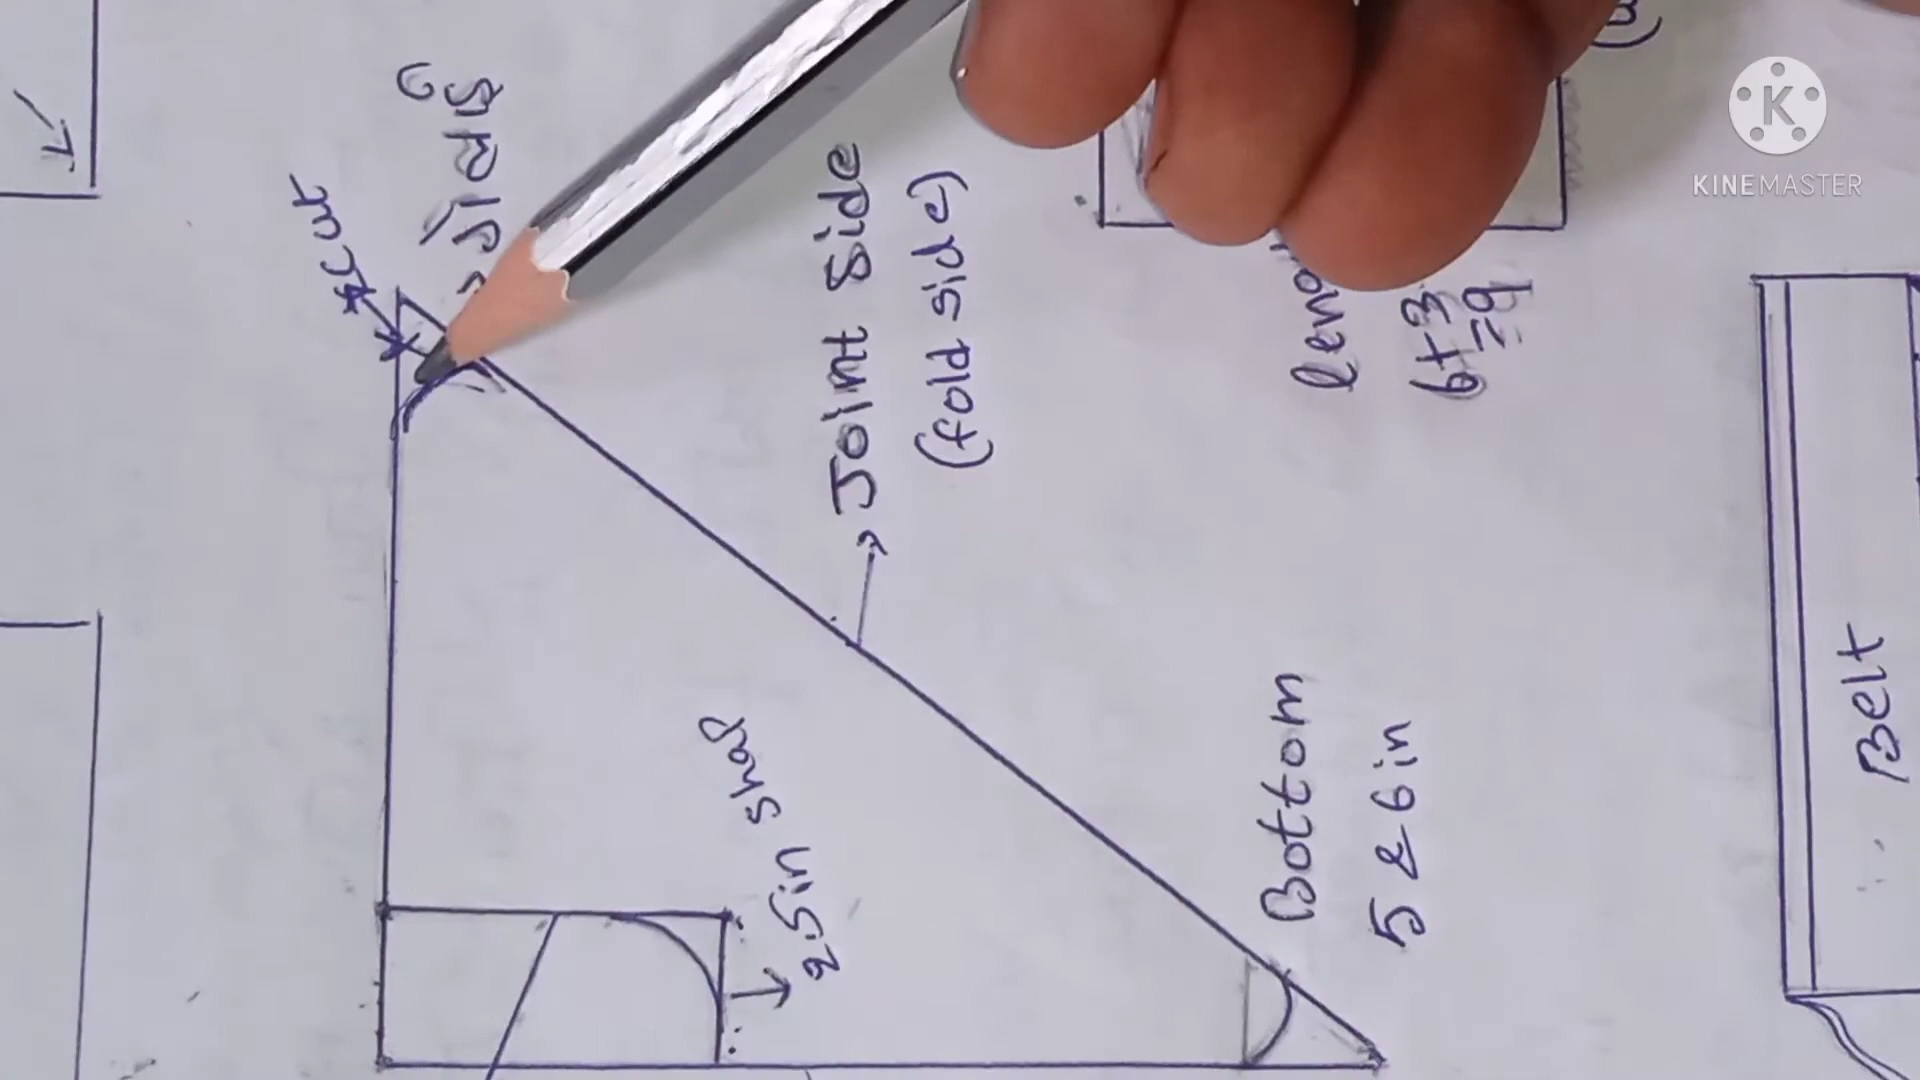 cut
Joint Side
(fold side)
2.5in Shap
Bottom
5 & 6 in
6+3
=9
Belt
KINEMASTER